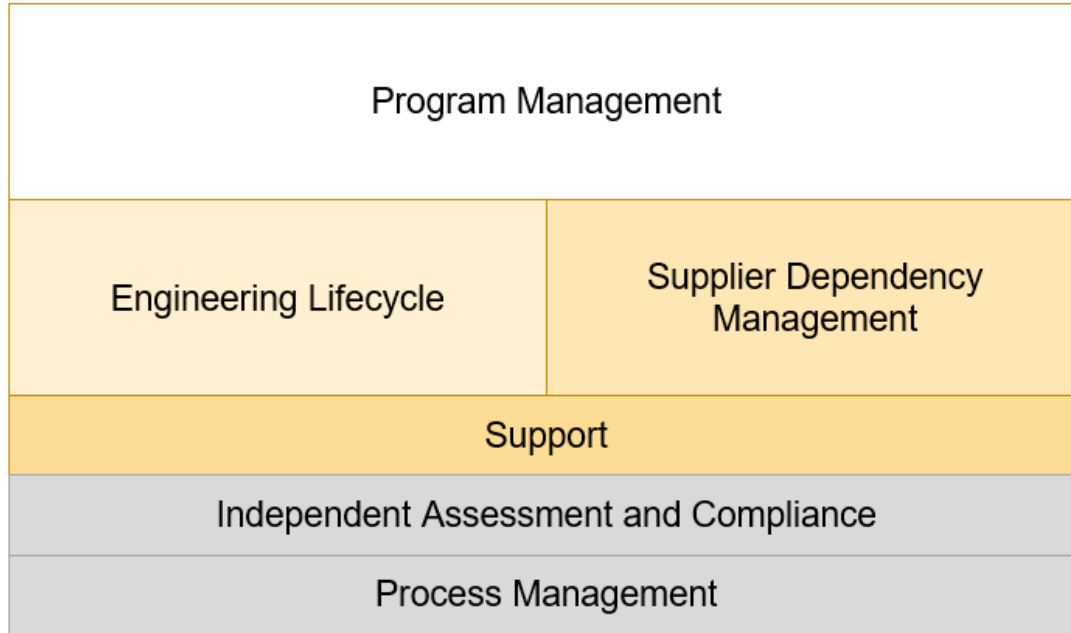 Program Management
Engineering Lifecycle
Supplier Dependency
Management
Support
Independent Assessment and Compliance
Process Management